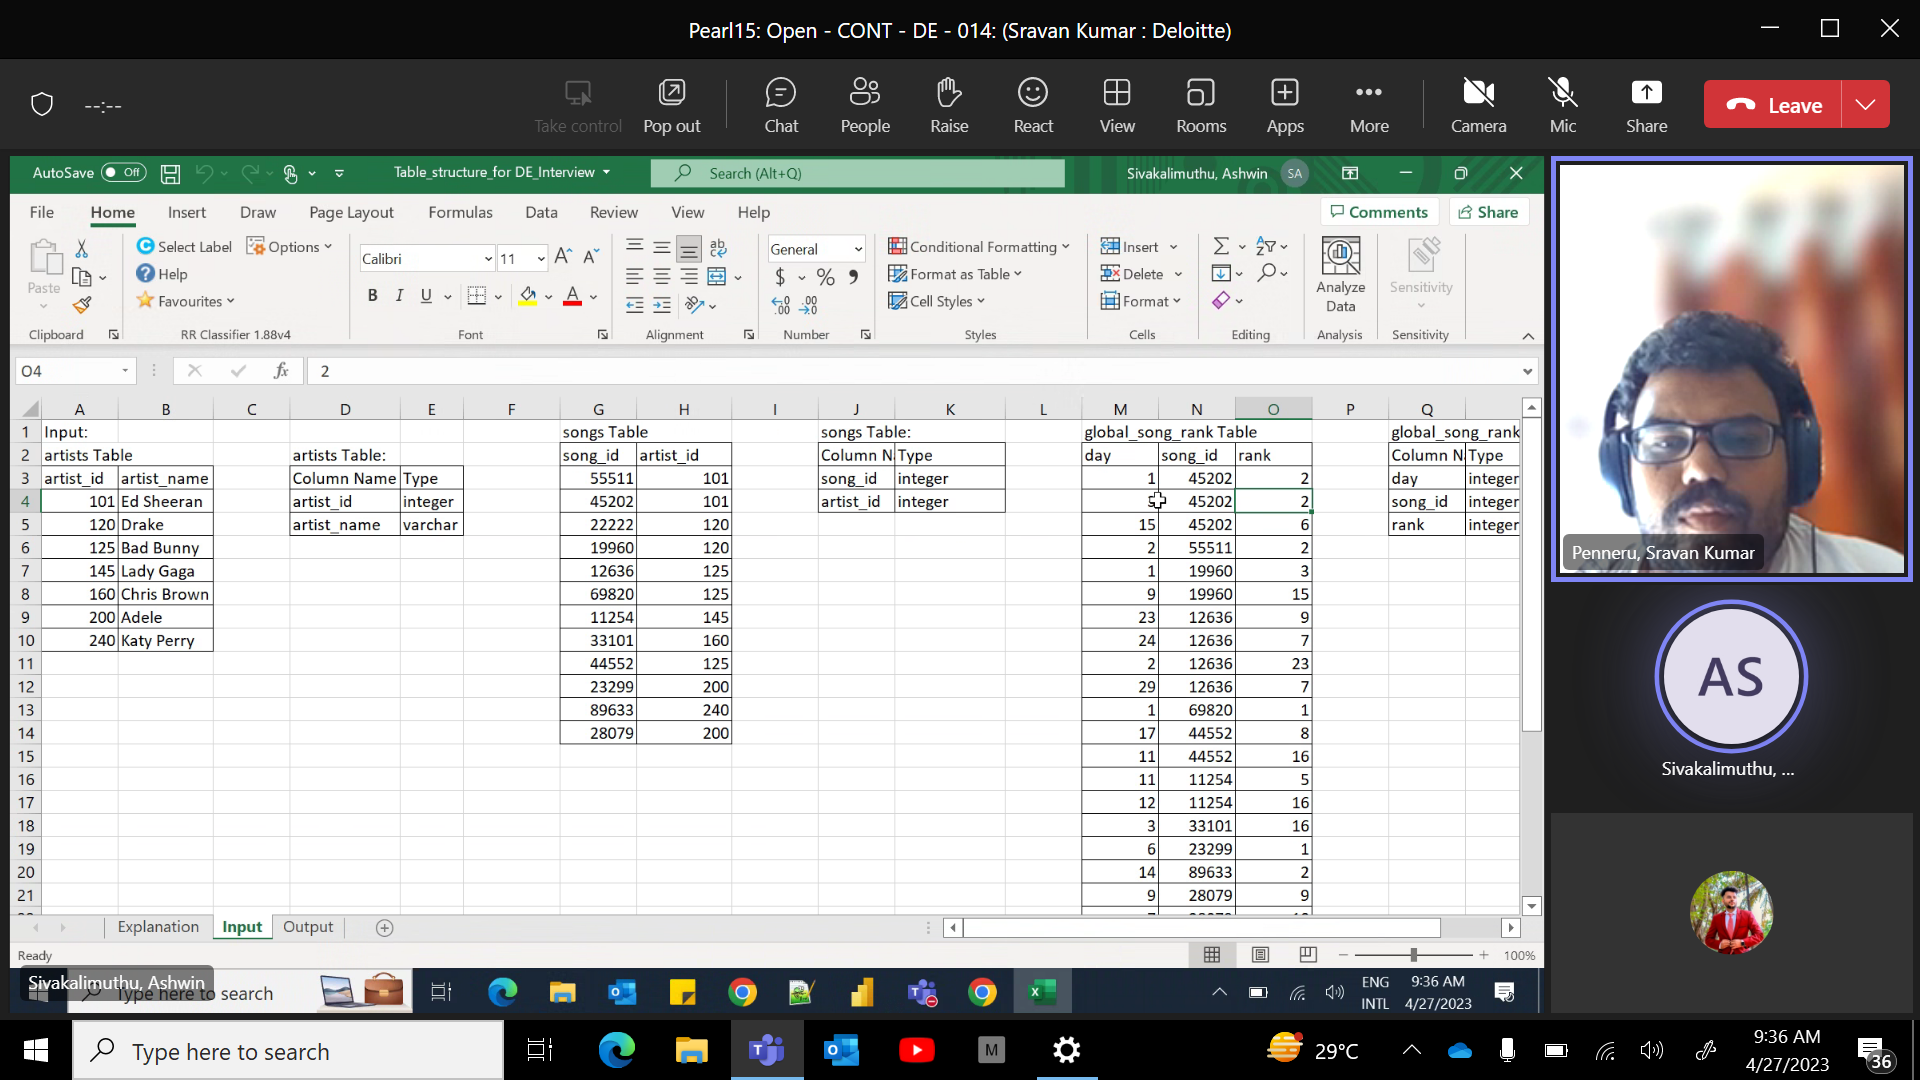 Pearl15: Open - CONT - DE - 014: (Sravan Kumar : Deloitte)
--:--
Take control Pop out Chat People Raise React View Rooms Apps More Camera Mic Share Leave
AutoSave Off Table_structure_for DE_Interview Search (Alt+Q) Sivakalimuthu, Ashwin SA
File Home Insert Draw Page Layout Formulas Data Review View Help Comments Share
Paste Select Label Options Help Favourites
Calibri 11 B I U A
ab General $ % ,
Conditional Formatting Format as Table Cell Styles
Insert Delete Format
Analyze Data Sensitivity
Clipboard RR Classifier 1.88v4 Font Alignment Number Styles Cells Editing Analysis Sensitivity
O4 fx 2
A B C D E F G H I J K L M N O P Q
1 Input: songs Table songs Table: global_song_rank Table global_song_rank
2 artists Table artists Table: song_id artist_id Column N Type day song_id rank Column N Type
3 artist_id artist_name Column Name Type 55511 101 song_id integer 1 45202 2 day integer
4 101 Ed Sheeran artist_id integer 45202 101 artist_id integer 45202 2 song_id integer
5 120 Drake artist_name varchar 22222 120 15 45202 6 rank integer
6 125 Bad Bunny 19960 120 2 55511 2
7 145 Lady Gaga 12636 125 1 19960 3
8 160 Chris Brown 69820 125 9 19960 15
9 200 Adele 11254 145 23 12636 9
10 240 Katy Perry 33101 160 24 12636 7
11 44552 125 2 12636 23
12 23299 200 29 12636 7
13 89633 240 1 69820 1
14 28079 200 17 44552 8
15 11 44552 16
16 11 11254 5
17 12 11254 16
18 3 33101 16
19 6 23299 1
20 14 89633 2
21 9 28079 9
Explanation Input Output
Ready 100%
Sivakalimuthu, Ashwin
Type here to search
ENG INTL 9:36 AM 4/27/2023
Penneru, Sravan Kumar
AS
Sivakalimuthu, ...
Type here to search
M
29°C
9:36 AM
4/27/2023
36